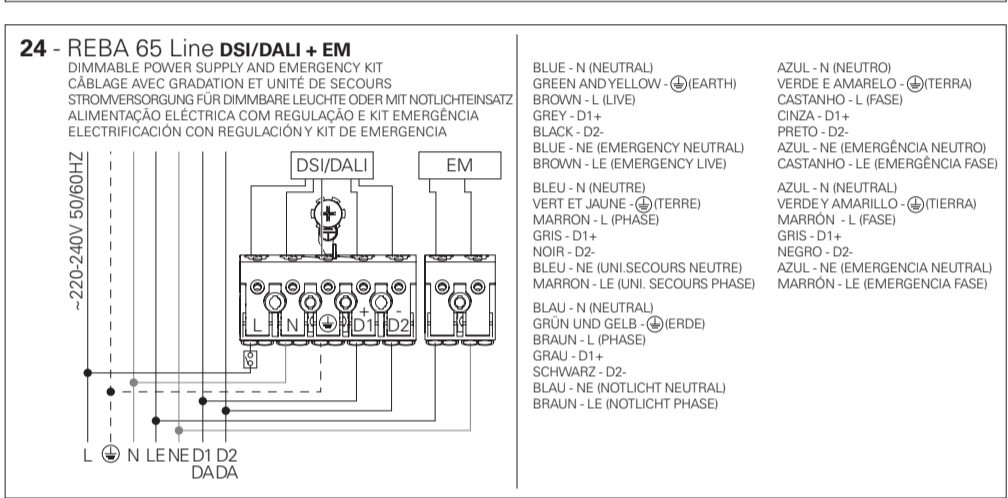 24 - REBA 65 Line DSI/DALI + EM
DIMMABLE POWER SUPPLY AND EMERGENCY KIT
CÂBLAGE AVEC GRADATION ET UNITÉ DE SECOURS
STROMVERSORGUNG FÜR DIMMBARE LEUCHTE ODER MIT NOTLICHTEINSATZ
ALIMENTAÇÃO ELÉCTRICA COM REGULAÇÃO E KIT EMERGÊNCIA
ELECTRIFICACIÓN CON REGULACIÓN Y KIT DE EMERGENCIA
~220-240V 50/60HZ
DSI/DALI
EM
L N + D1 - D2
L N LE NE D1 D2
DA DA
BLUE - N (NEUTRAL)
GREEN AND YELLOW - (EARTH)
BROWN - L (LIVE)
GREY - D1+
BLACK - D2-
BLUE - NE (EMERGENCY NEUTRAL)
BROWN - LE (EMERGENCY LIVE)
BLEU - N (NEUTRE)
VERT ET JAUNE - (TERRE)
MARRON - L (PHASE)
GRIS - D1+
NOIR - D2-
BLEU - NE (UNI.SECOURS NEUTRE)
MARRON - LE (UNI. SECOURS PHASE)
BLAU - N (NEUTRAL)
GRÜN UND GELB - (ERDE)
BRAUN - L (PHASE)
GRAU - D1+
SCHWARZ - D2-
BLAU - NE (NOTLICHT NEUTRAL)
BRAUN - LE (NOTLICHT PHASE)
AZUL - N (NEUTRO)
VERDE E AMARELO - (TERRA)
CASTANHO - L (FASE)
CINZA - D1+
PRETO - D2-
AZUL - NE (EMERGÊNCIA NEUTRO)
CASTANHO - LE (EMERGÊNCIA FASE)
AZUL - N (NEUTRAL)
VERDE Y AMARILLO - (TIERRA)
MARRÓN - L (FASE)
GRIS - D1+
NEGRO - D2-
AZUL - NE (EMERGENCIA NEUTRAL)
MARRÓN - LE (EMERGENCIA FASE)